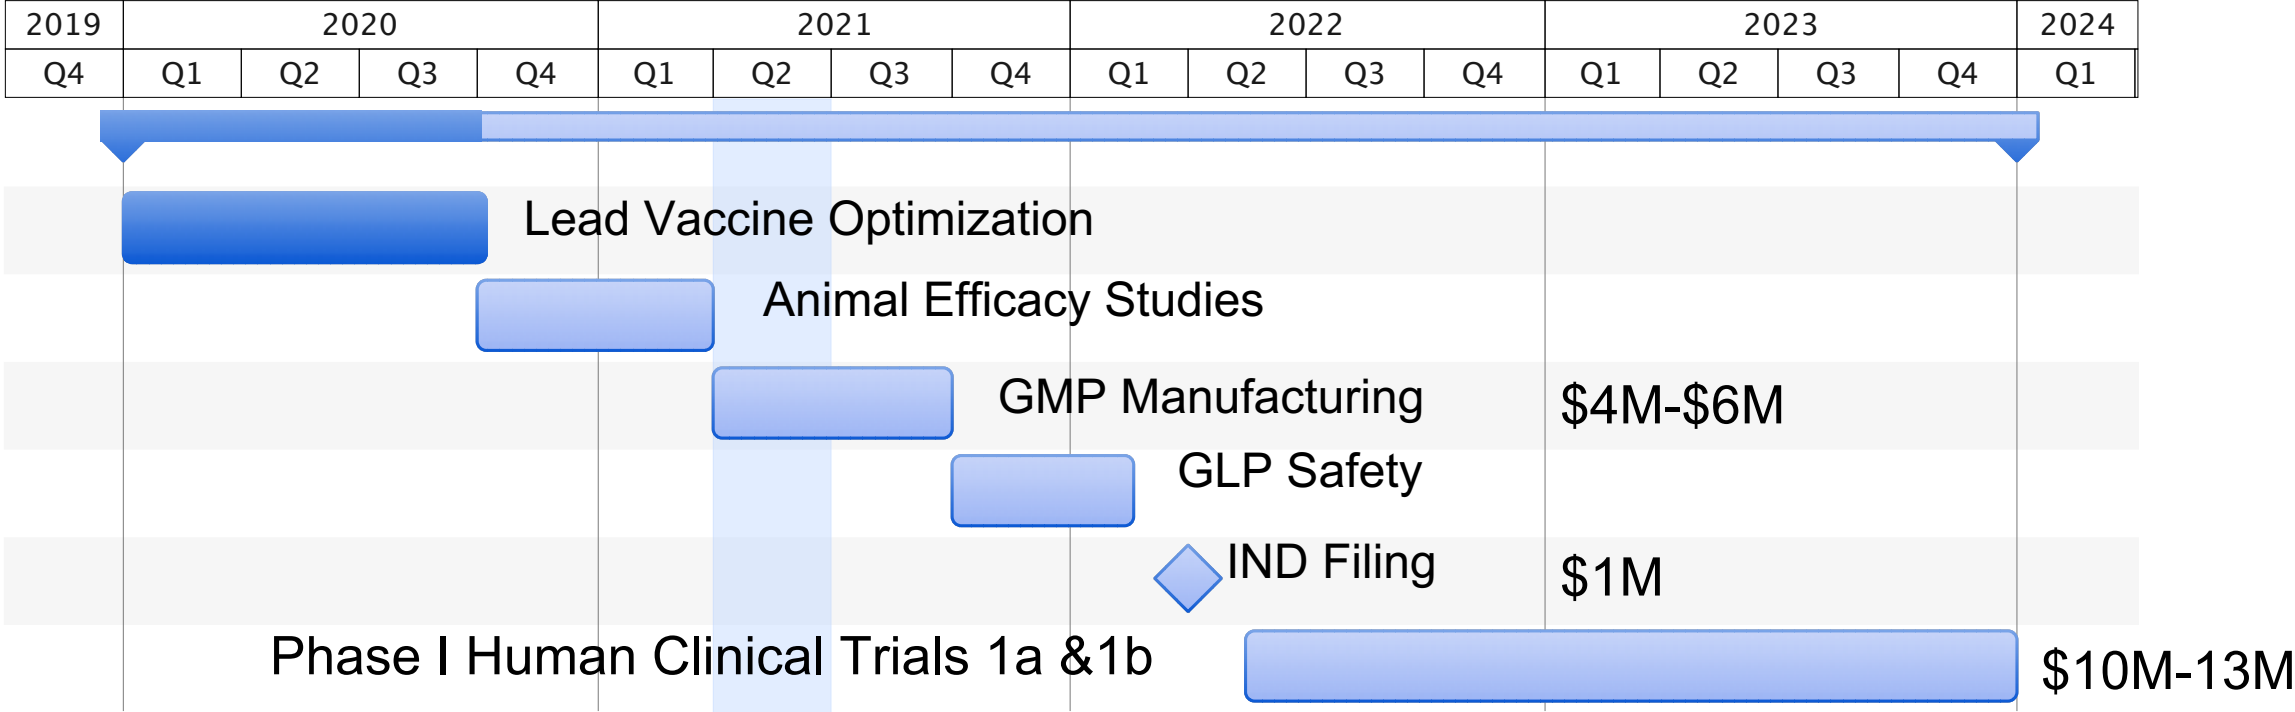 2019 2020 2021 2022 2023 2024
Q4 Q1 Q2 Q3 Q4 Q1 Q2 Q3 Q4 Q1 Q2 Q3 Q4 Q1 Q2 Q3 Q4 Q1
Lead Vaccine Optimization
Animal Efficacy Studies
GMP Manufacturing $4M-$6M
GLP Safety
IND Filing $1M
Phase I Human Clinical Trials 1a &1b $10M-13M